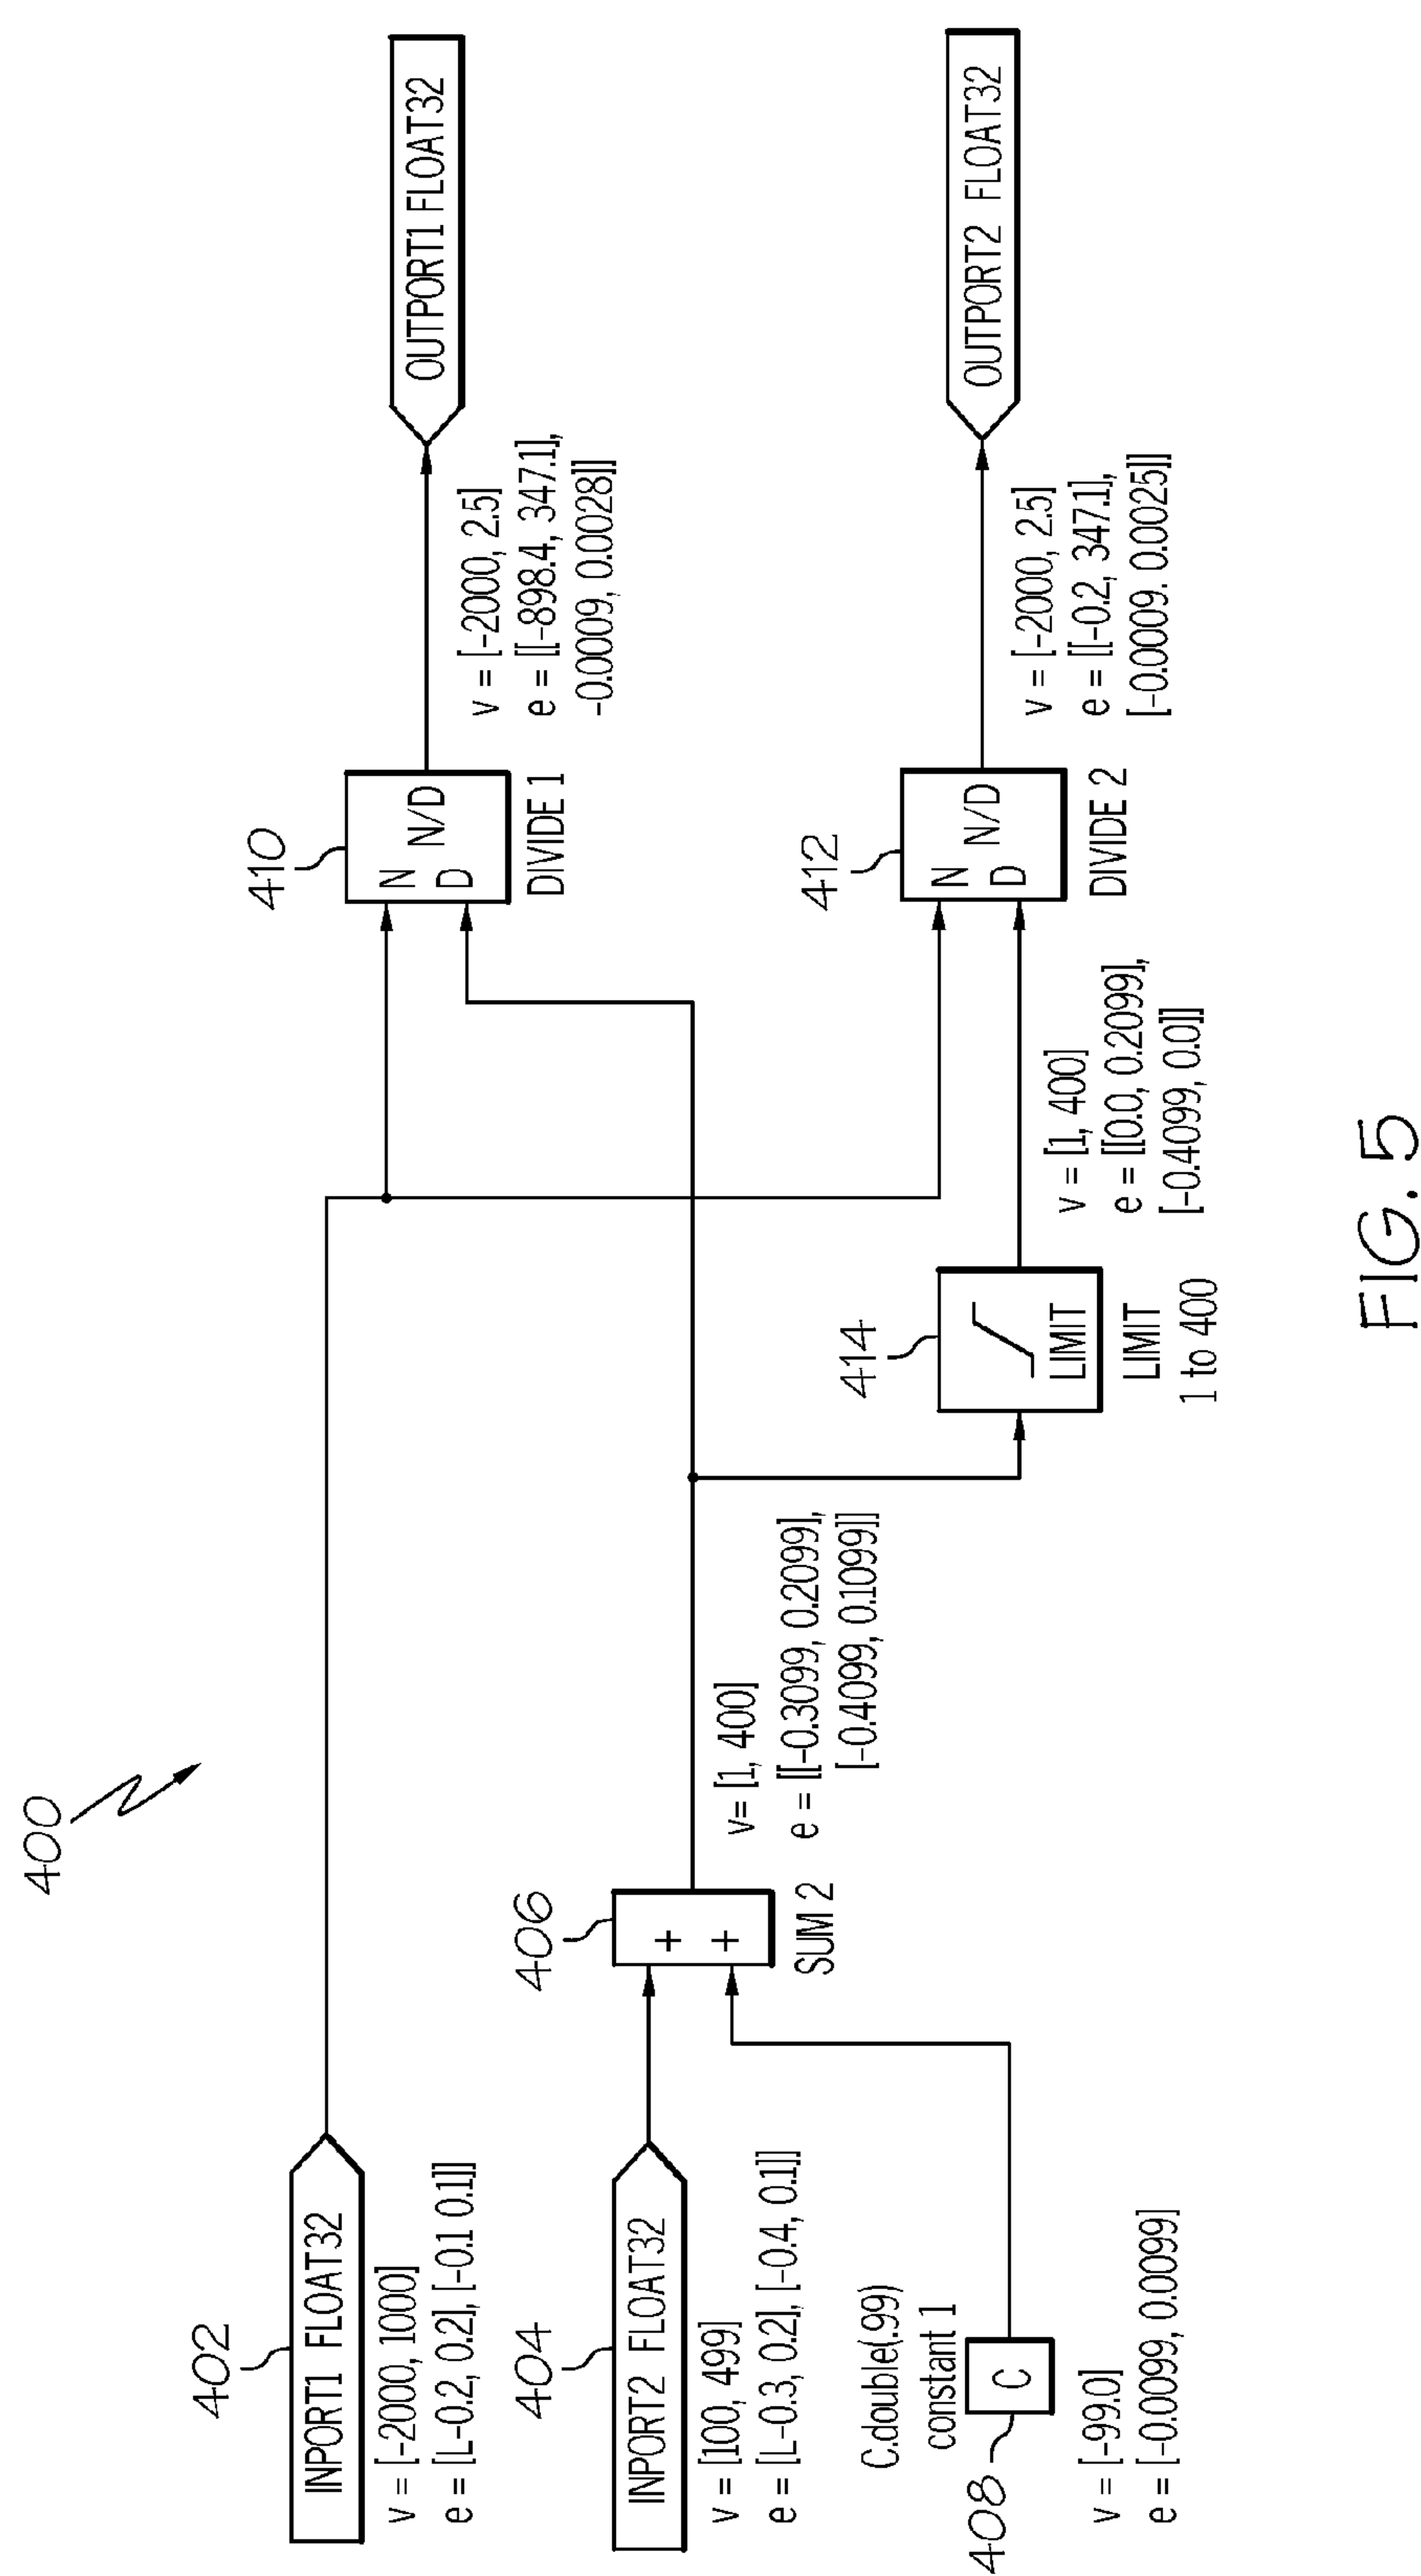 400
402
INPORT1 FLOAT32
v = [-2000, 1000]
e = [L-0.2, 0.2], [-0.1 0.1]]
404
INPORT2 FLOAT32
v = [100, 499]
e = [L-0.3, 0.2], [-0.4, 0.1]]
C.double(.99)
constant 1
C
408
v = [-99.0]
e = [-0.0099, 0.0099]
406
+
+
SUM 2
v= [1, 400]
e = [[-0.3099, 0.2099],
[-0.4099, 0.1099]]
414
LIMIT
LIMIT
1 to 400
v = [1, 400]
e = [[0.0, 0.2099],
[-0.4099, 0.0]]
410
N
D
N/D
DIVIDE 1
v = [-2000, 2.5]
e = [[-898.4, 347.1],
-0.0009, 0.0028]]
OUTPORT1 FLOAT32
412
N
D
N/D
DIVIDE 2
v = [-2000, 2.5]
e = [[-0.2, 347.1],
[-0.0009. 0.0025]]
OUTPORT2 FLOAT32
FIG. 5